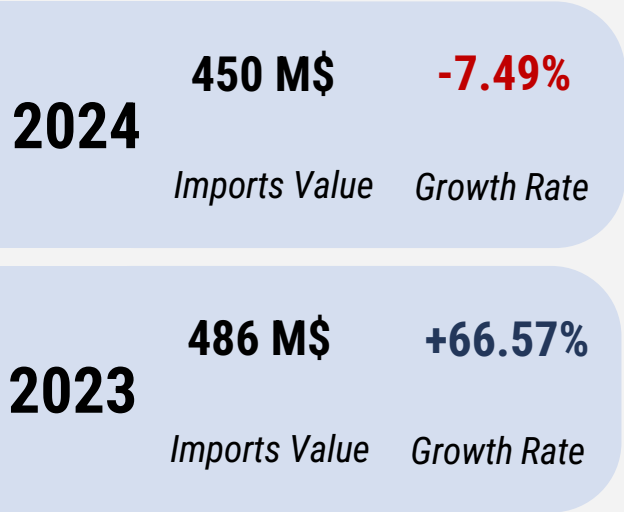 450 M$ -7.49%
2024
Imports Value Growth Rate
486 M$ +66.57%
2023
Imports Value Growth Rate